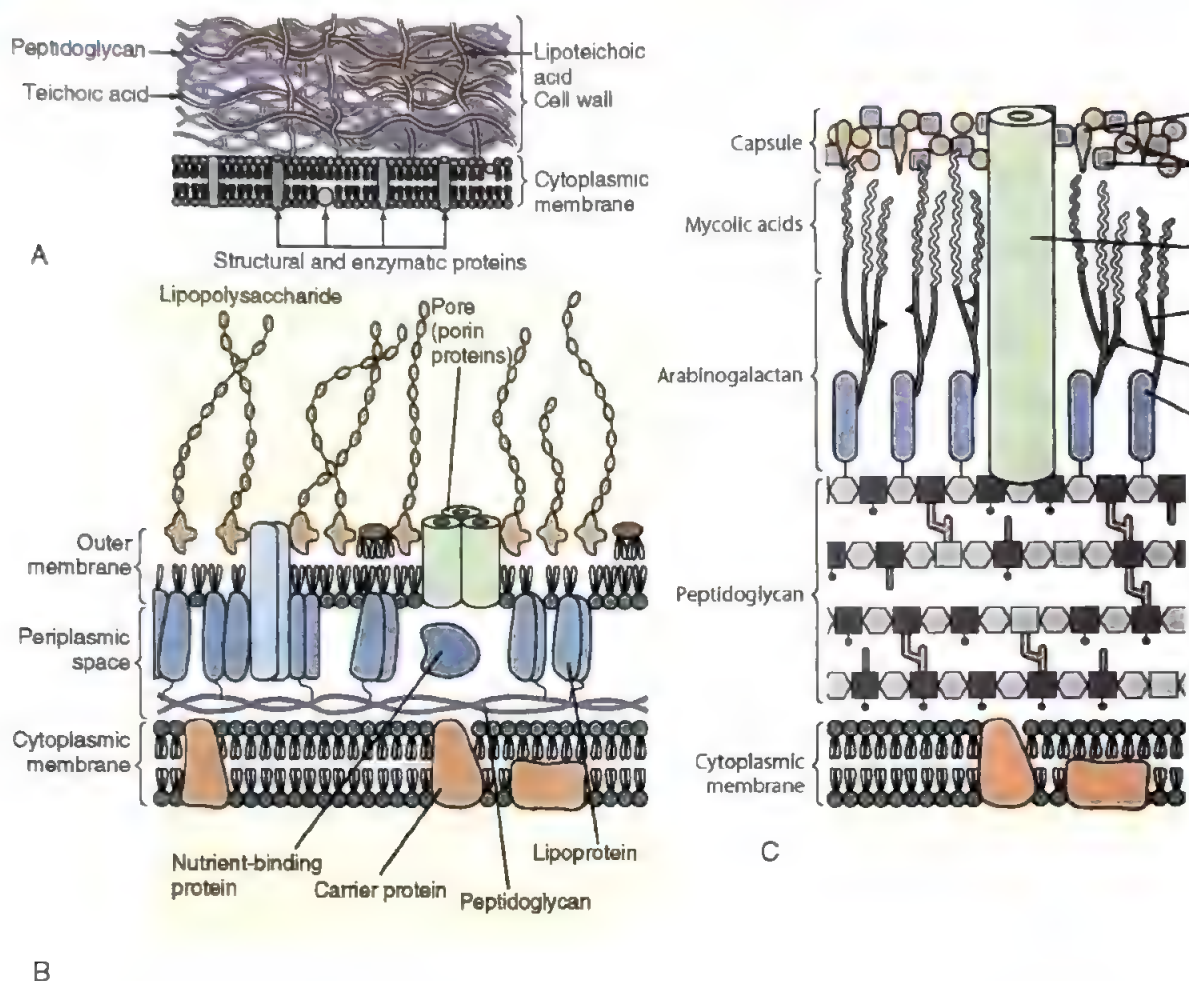 Peptidoglycan
Teichoic acid
Lipoteichoic
acid
Cell wall
Cytoplasmic
membrane
Structural and enzymatic proteins
A
Lipopolysaccharide
Pore
(porin
proteins)
Outer
membrane
Periplasmic
space
Cytoplasmic
membrane
Nutrient-binding
protein
Carrier protein
Peptidoglycan
Lipoprotein
B
Capsule
Mycolic acids
Arabinogalactan
Peptidoglycan
Cytoplasmic
membrane
C